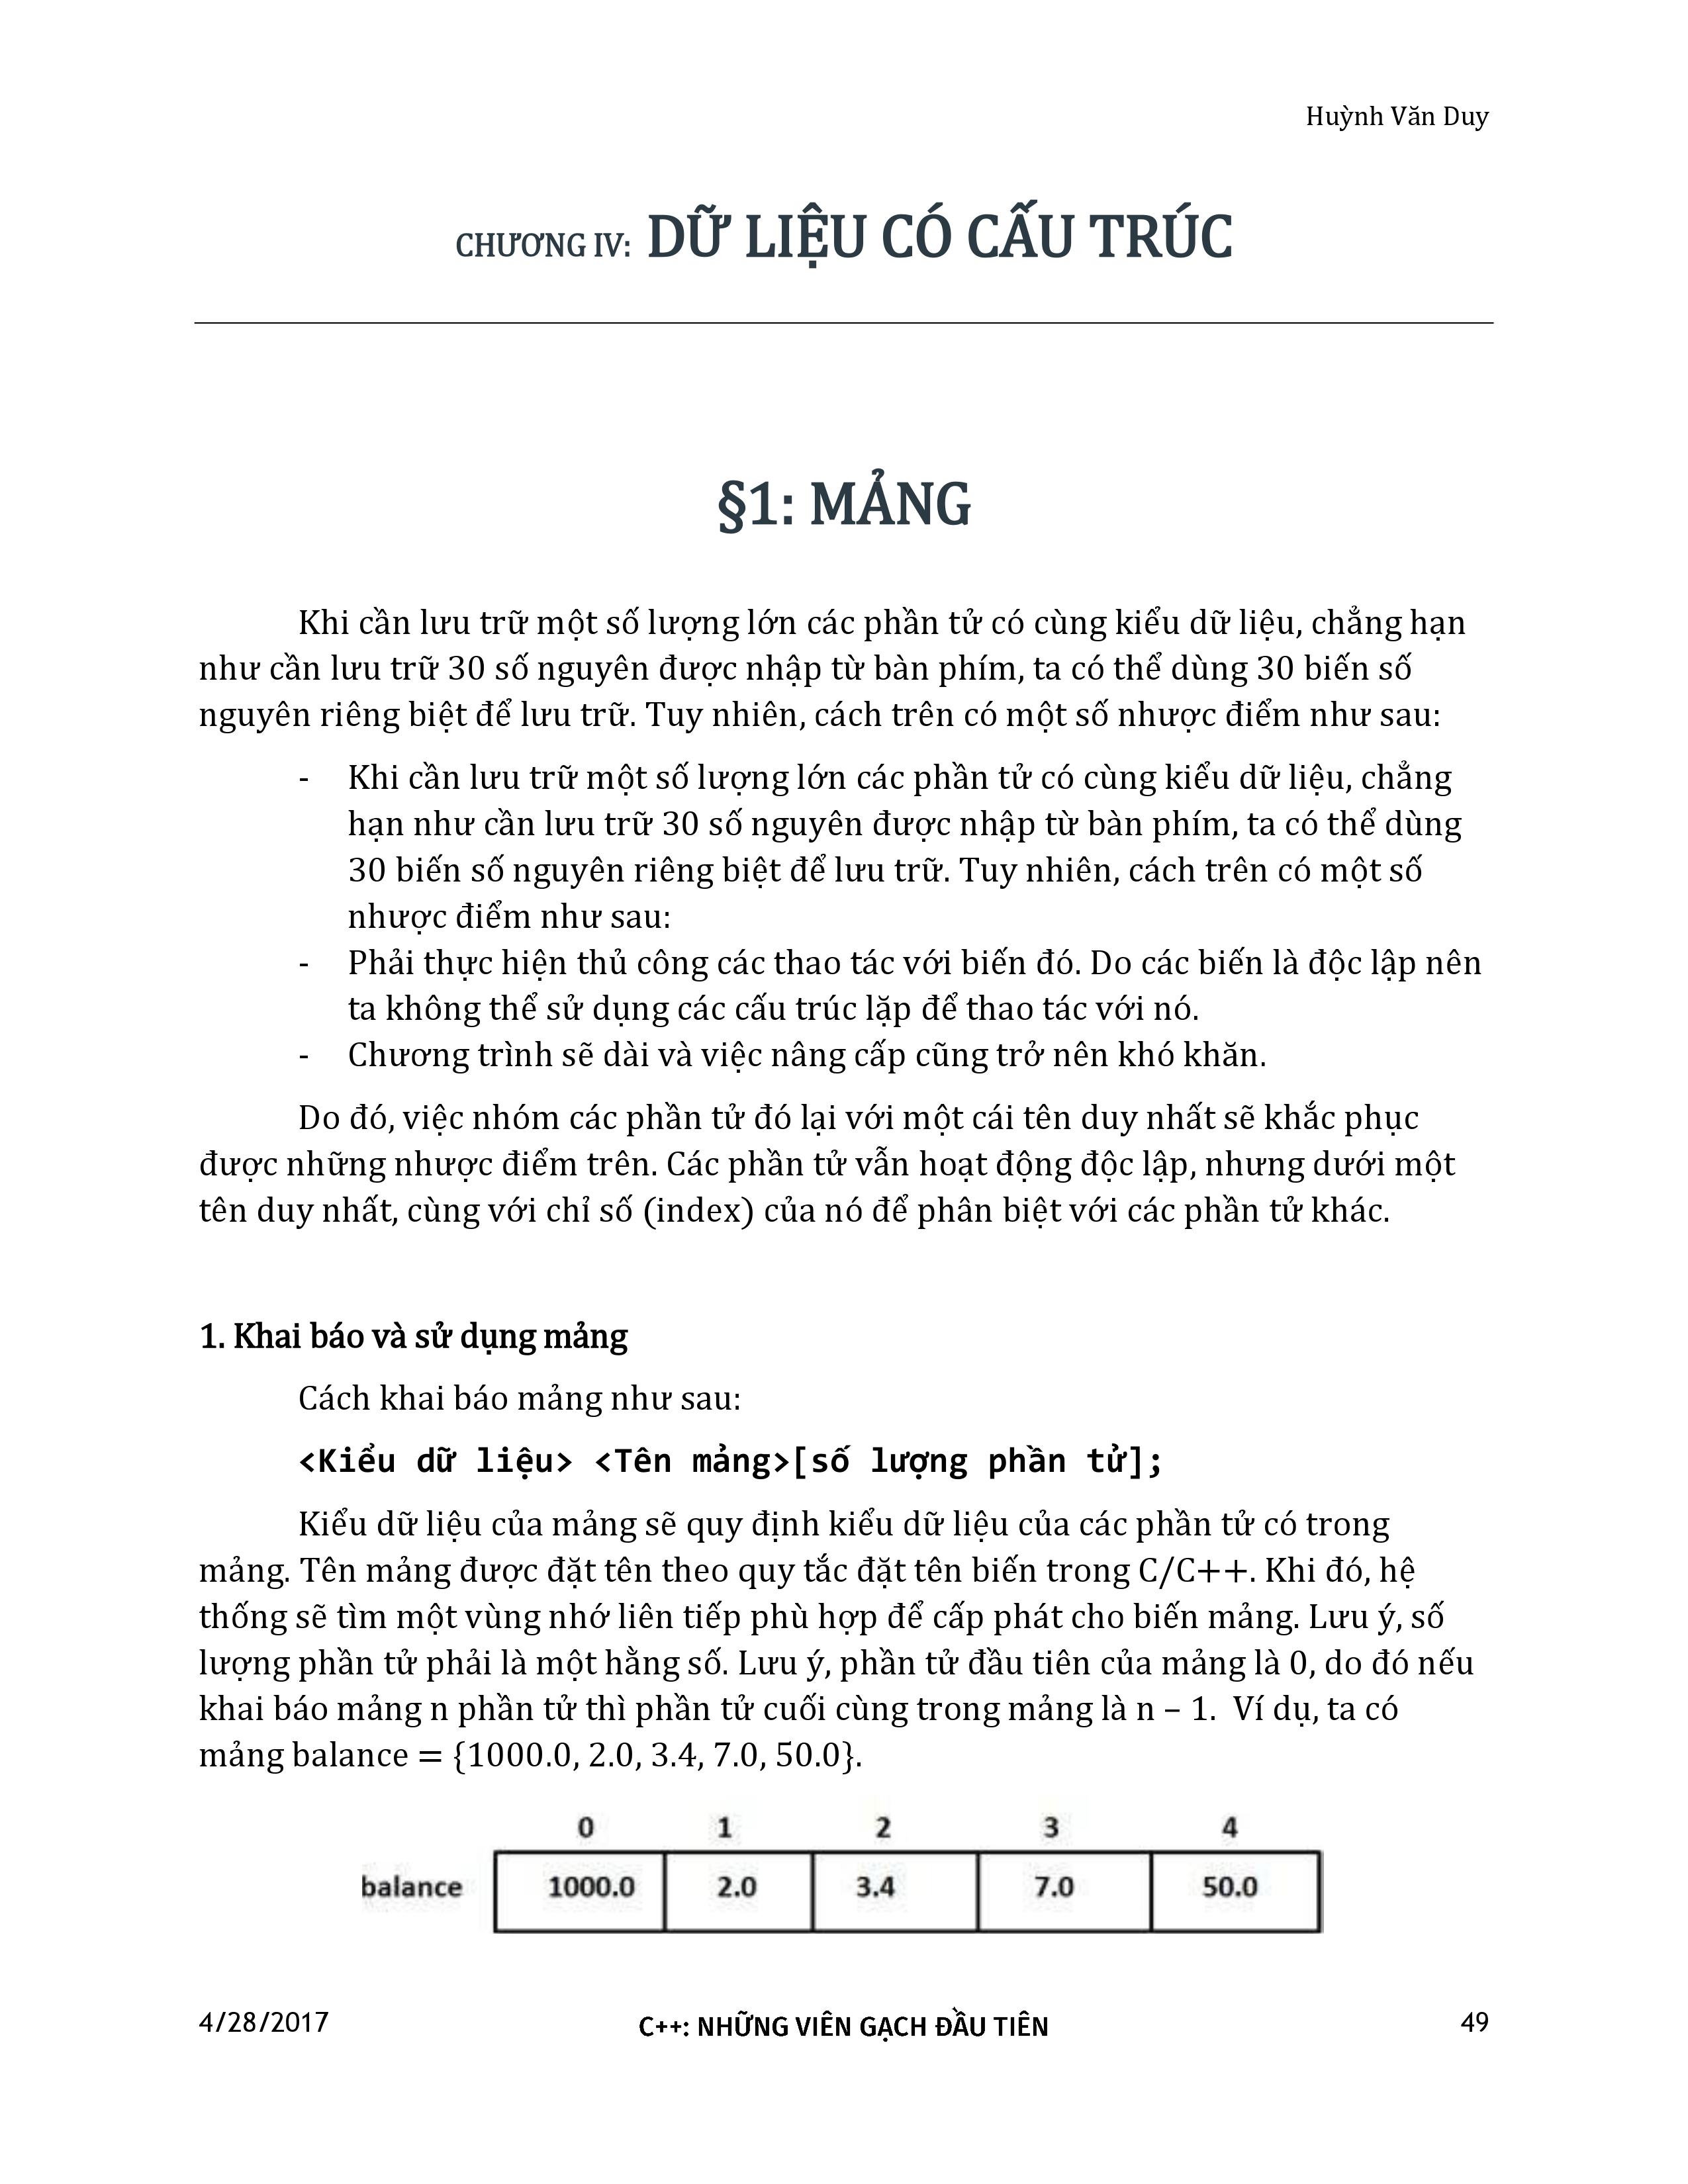 Huỳnh Văn Duy
CHƯƠNG IV: DỮ LIỆU CÓ CẤU TRÚC
§1: MẢNG
Khi cần lưu trữ một số lượng lớn các phần tử có cùng kiểu dữ liệu, chẳng hạn
như cần lưu trữ 30 số nguyên được nhập từ bàn phím, ta có thể dùng 30 biến số
nguyên riêng biệt để lưu trữ. Tuy nhiên, cách trên có một số nhược điểm như sau:
- Khi cần lưu trữ một số lượng lớn các phần tử có cùng kiểu dữ liệu, chẳng
hạn như cần lưu trữ 30 số nguyên được nhập từ bàn phím, ta có thể dùng
30 biến số nguyên riêng biệt để lưu trữ. Tuy nhiên, cách trên có một số
nhược điểm như sau:
- Phải thực hiện thủ công các thao tác với biến đó. Do các biến là độc lập nên
ta không thể sử dụng các cấu trúc lặp để thao tác với nó.
- Chương trình sẽ dài và việc nâng cấp cũng trở nên khó khăn.
Do đó, việc nhóm các phần tử đó lại với một cái tên duy nhất sẽ khắc phục
được những nhược điểm trên. Các phần tử vẫn hoạt động độc lập, nhưng dưới một
tên duy nhất, cùng với chỉ số (index) của nó để phân biệt với các phần tử khác.
1. Khai báo và sử dụng mảng
Cách khai báo mảng như sau:
<Kiểu dữ liệu> <Tên mảng>[số lượng phần tử];
Kiểu dữ liệu của mảng sẽ quy định kiểu dữ liệu của các phần tử có trong
mảng. Tên mảng được đặt tên theo quy tắc đặt tên biến trong C/C++. Khi đó, hệ
thống sẽ tìm một vùng nhớ liên tiếp phù hợp để cấp phát cho biến mảng. Lưu ý, số
lượng phần tử phải là một hằng số. Lưu ý, phần tử đầu tiên của mảng là 0, do đó nếu
khai báo mảng n phần tử thì phần tử cuối cùng trong mảng là n – 1. Ví dụ, ta có
mảng balance = {1000.0, 2.0, 3.4, 7.0, 50.0}.
0 1 2 3 4
balance 1000.0 2.0 3.4 7.0 50.0
4/28/2017 C++: NHỮNG VIÊN GẠCH ĐẦU TIÊN 49